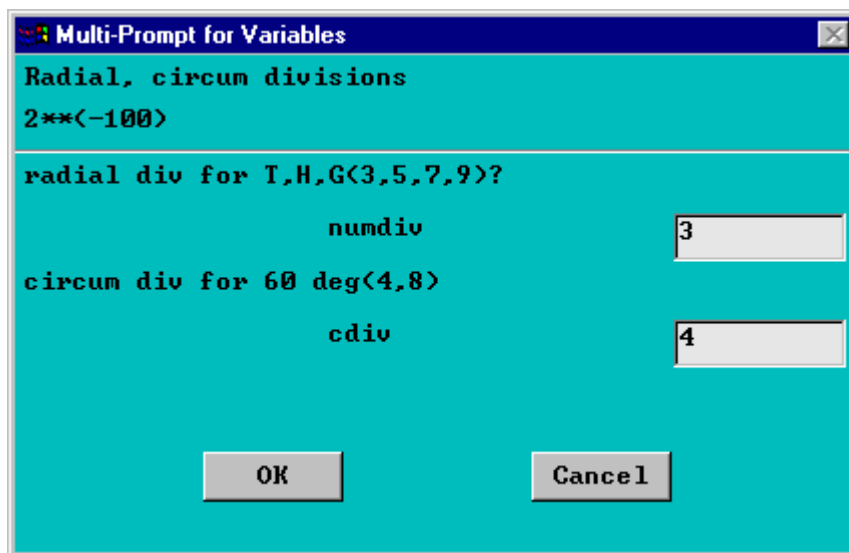 Multi-Prompt for Variables
Radial, circum divisions
2**(-100)
radial div for T,H,G(3,5,7,9)?
numdiv 3
circum div for 60 deg(4,8)
cdiv 4
OK Cancel